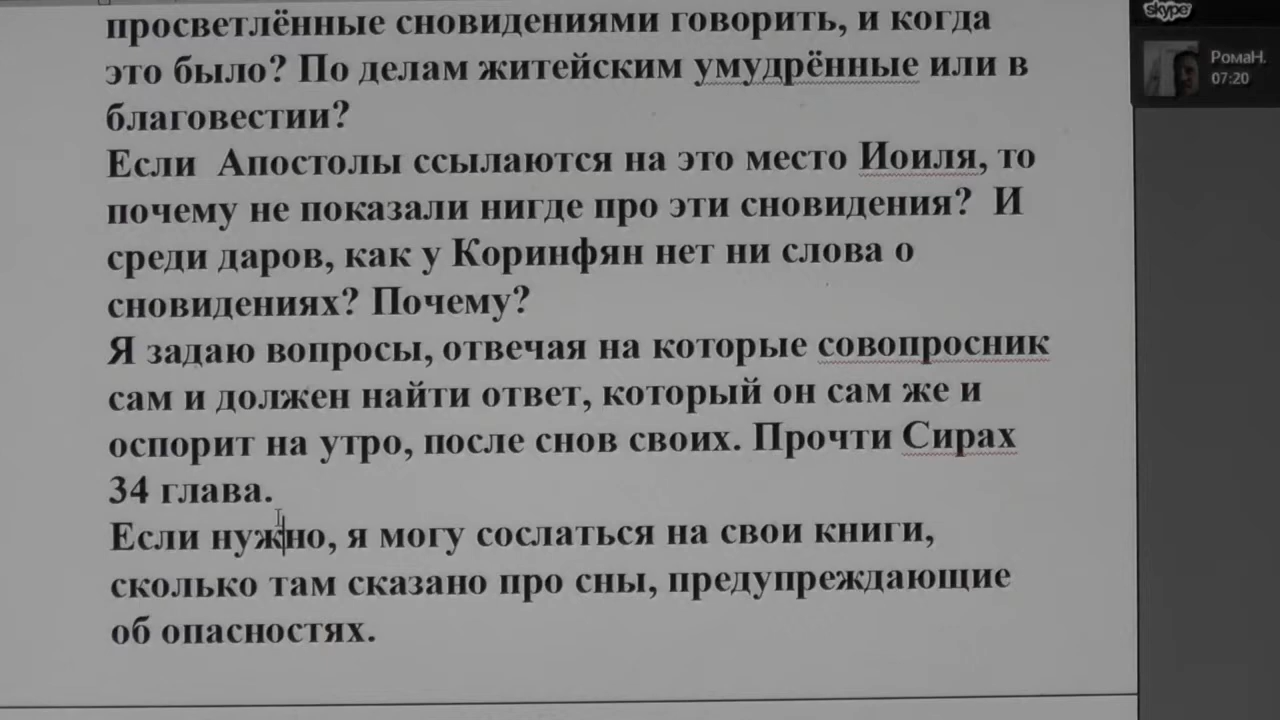 просветлённые сновидениями говорить, и когда
это было? По делам житейским умудрённые или в
благовестии?
Если  Апостолы ссылаются на это место Иоиля, то
почему не показали нигде про эти сновидения?  И
среди даров, как у Коринфян нет ни слова о
сновидениях? Почему?
Я задаю вопросы, отвечая на которые совопросник
сам и должен найти ответ, который он сам же и
оспорит на утро, после снов своих. Прочти Сирах
34 глава.
Если нужно, я могу сослаться на свои книги,
сколько там сказано про сны, предупреждающие
об опасностях.
skype
РомаН.
07:20